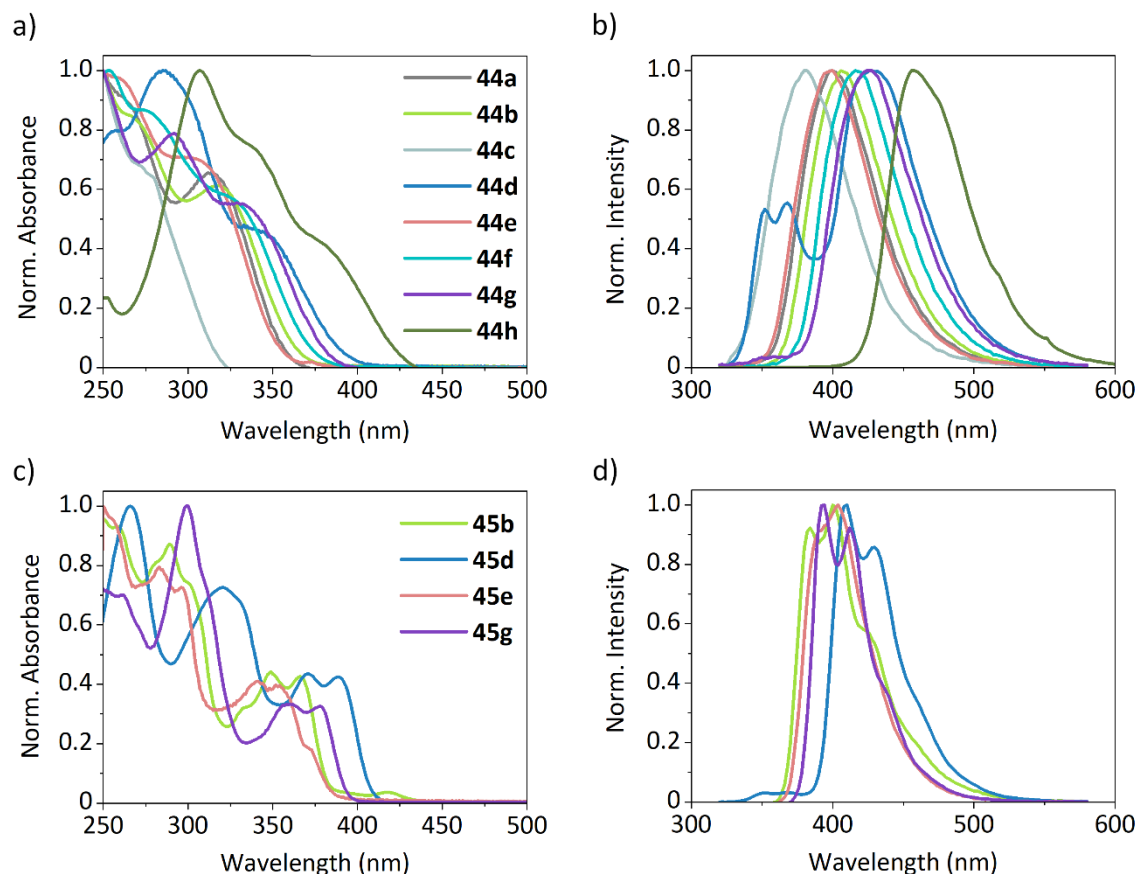 a)
Norm. Absorbance
1.0
0.8
0.6
0.4
0.2
0
250 300 350 400 450 500
Wavelength (nm)
44a
44b
44c
44d
44e
44f
44g
44h
b)
Norm. Intensity
1.0
0.8
0.6
0.4
0.2
0
300 400 500 600
Wavelength (nm)
c)
Norm. Absorbance
1.0
0.8
0.6
0.4
0.2
0
250 300 350 400 450 500
Wavelength (nm)
45b
45d
45e
45g
d)
Norm. Intensity
1.0
0.8
0.6
0.4
0.2
0
300 400 500 600
Wavelength (nm)